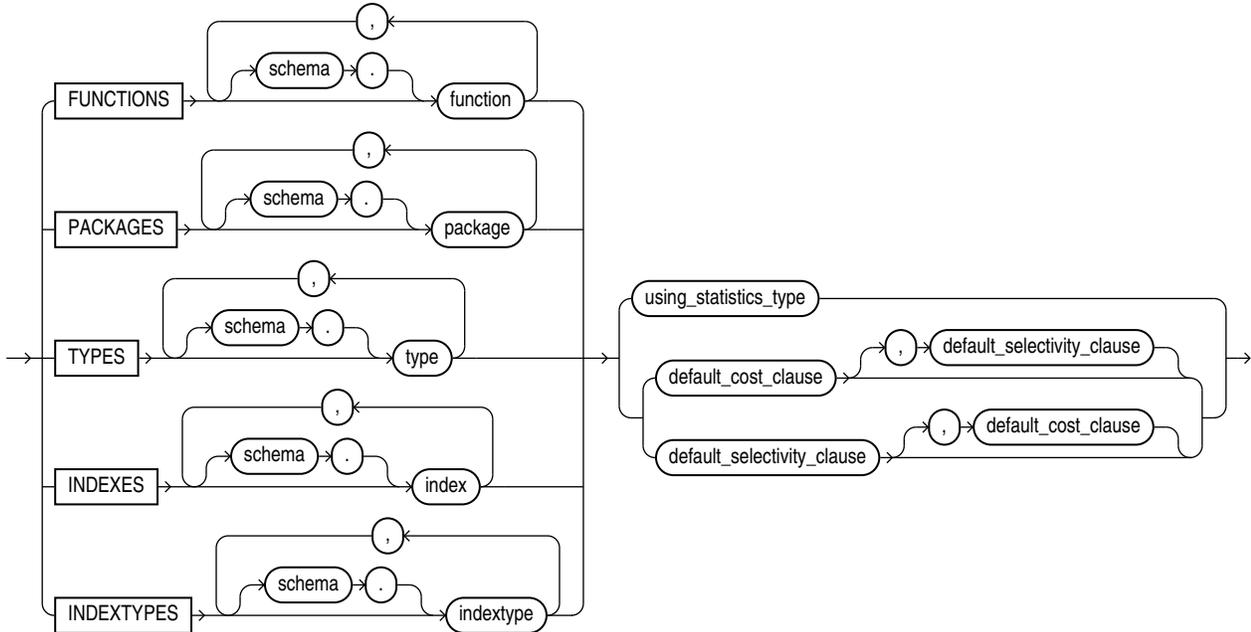 ,
schema .
FUNCTIONS function
,
schema .
PACKAGES package
,
using_statistics_type
schema .
, default_selectivity_clause
TYPES type
default_cost_clause
,
, default_cost_clause
schema .
default_selectivity_clause
INDEXES index
,
schema .
INDEXTYPES indextype